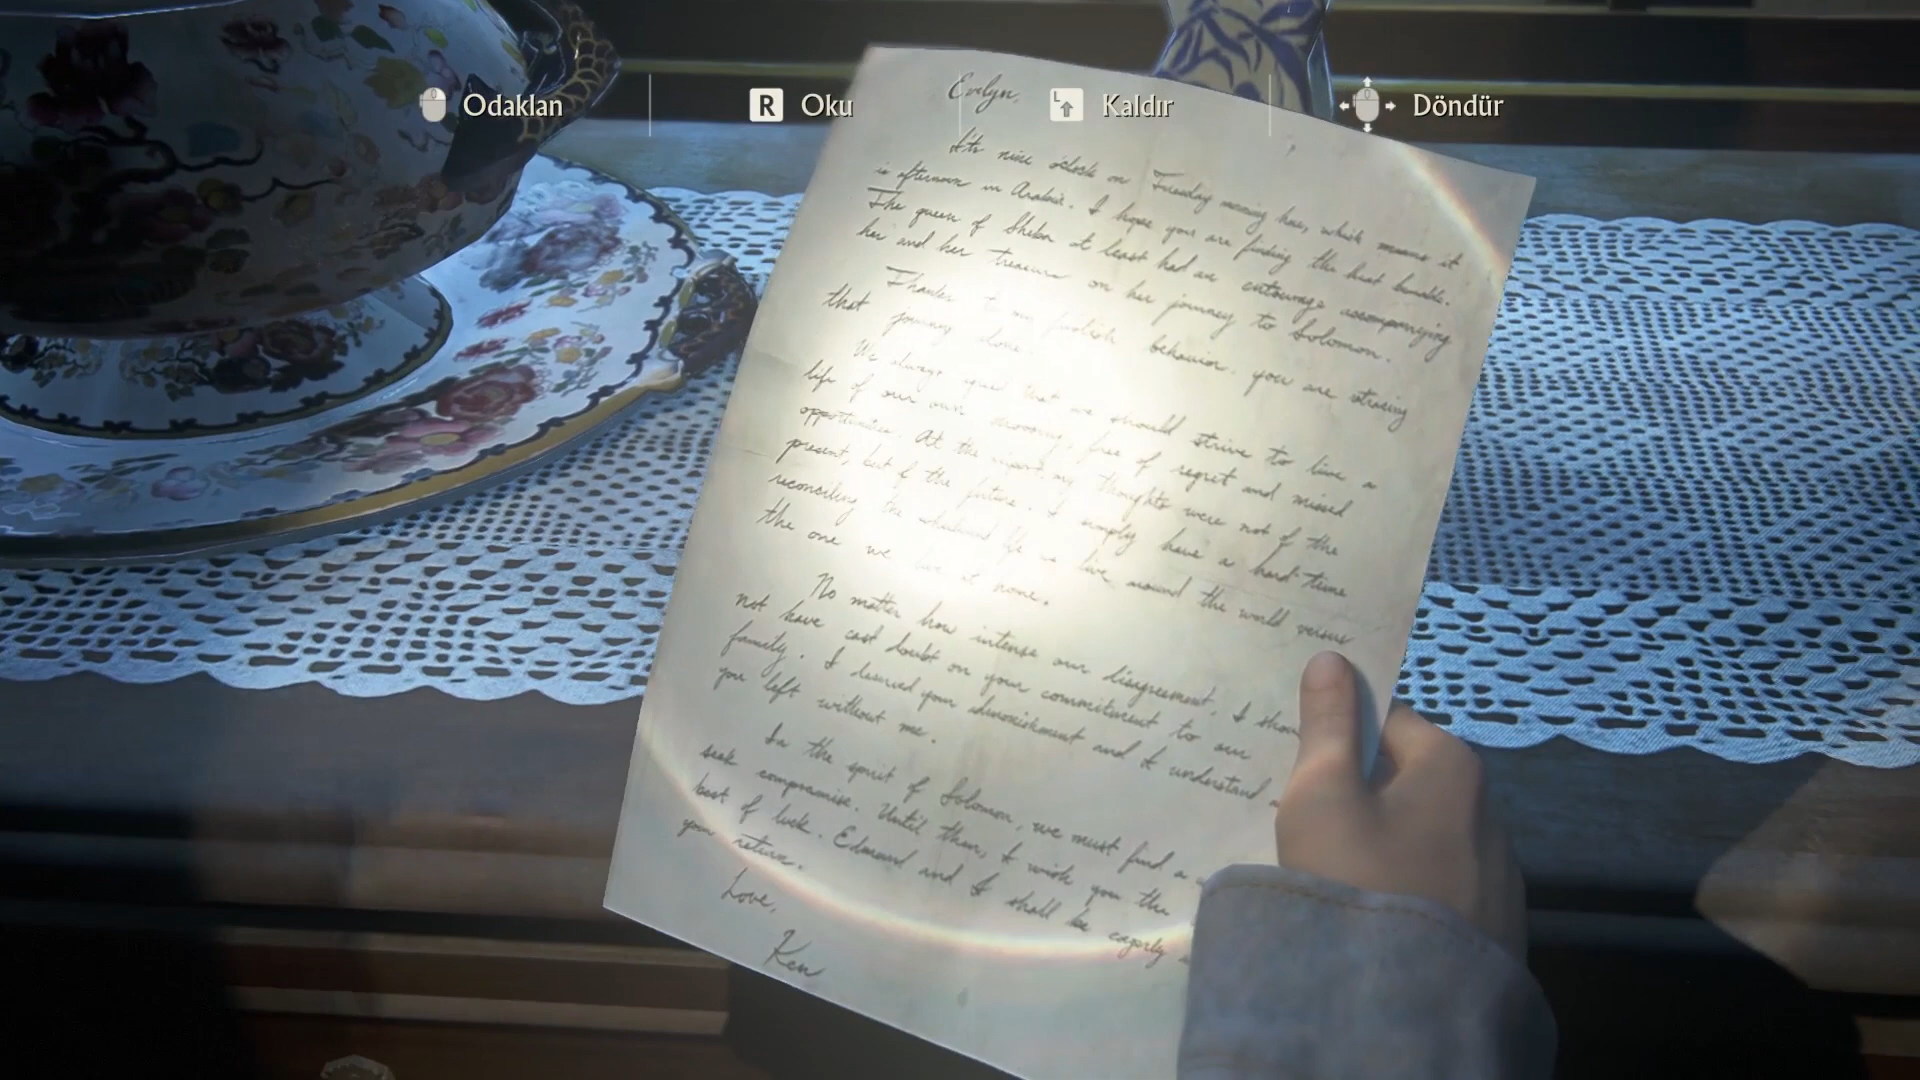 Odaklan
R Oku
L Kaldır
Döndür
Evelyn,
It's nine o'clock on Tuesday morning here, which means it
is afternoon in Arabia. I hope you are finding the heat bearable.
The queen of Sheba at least had an entourage accompanying
her and her treasure on her journey to Solomon.
Thanks to my foolish behavior, you are
that journey alone.
We always agreed that we should strive to live a
life of our own mooring, free of regret and missed
opportunities. At the my thoughts were not of the
present, but of the future. I simply have a hard time
reconciling the whirlwind life we live around the world versus
the one we live at home.
No matter how intense our disagreement, I
not have cast doubt on your commitment to our
family. I deserved your admonishment and I understand
you left without me.
In the spirit of Solomon, we must find a
seek compromise. Until then, I wish you the
best of luck. Edmund and I shall be eagerly
your return.
Love,
Ken